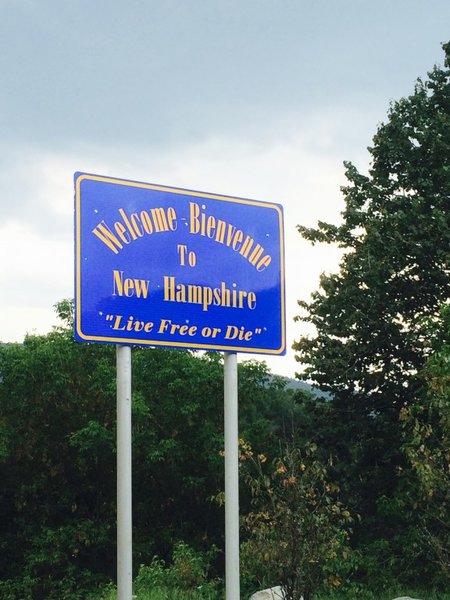 Welcome-Bienvenue
To
New Hampshire
"Live Free or Die"